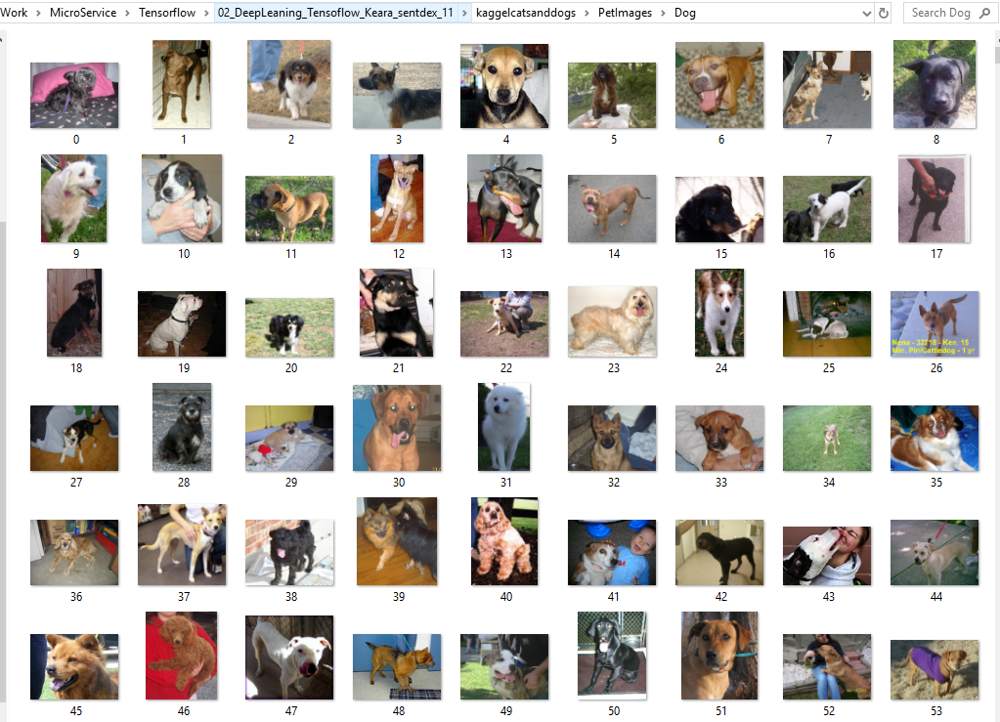 Work > MicroService > Tensorflow > 02_DeepLeaning_Tensoflow_Keara_sentdex_11 > kaggelcatsanddogs > PetImages > Dog Search Dog
0 1 2 3 4 5 6 7 8
9 10 11 12 13 14 15 16 17
Nena - 32718 - Ken. 15
Min. Pin/Cattledog - 1 yr
18 19 20 21 22 23 24 25 26
27 28 29 30 31 32 33 34 35
36 37 38 39 40 41 42 43 44
45 46 47 48 49 50 51 52 53